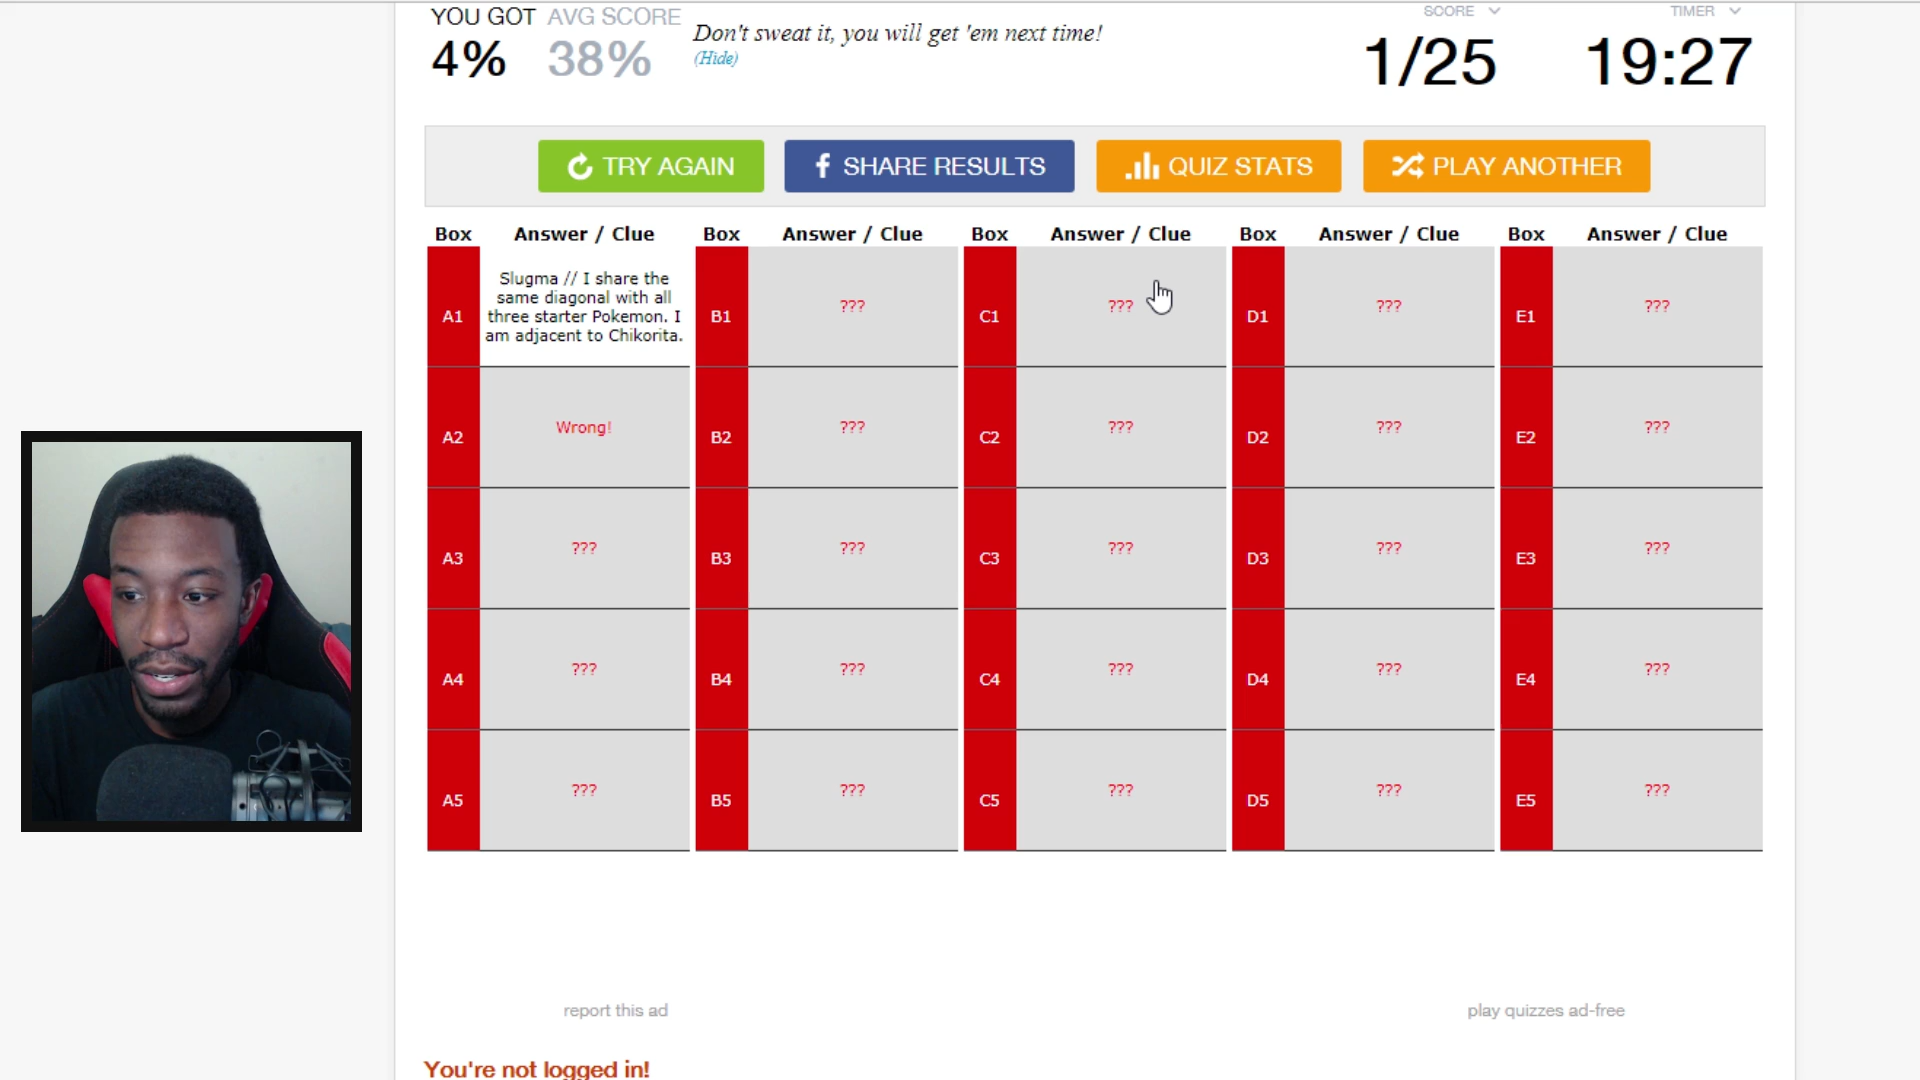 YOU GOT AVG SCORE
4% 38%
Don't sweat it, you will get 'em next time!
(Hide)
SCORE TIMER
1/25 19:27
TRY AGAIN SHARE RESULTS QUIZ STATS PLAY ANOTHER
Box Answer / Clue Box Answer / Clue Box Answer / Clue Box Answer / Clue Box Answer / Clue
A1 Slugma // I share the
same diagonal with all
three starter Pokemon. I
am adjacent to Chikorita.
B1 ??? C1 ??? D1 ??? E1 ???
A2 Wrong! B2 ??? C2 ??? D2 ??? E2 ???
A3 ??? B3 ??? C3 ??? D3 ??? E3 ???
A4 ??? B4 ??? C4 ??? D4 ??? E4 ???
A5 ??? B5 ??? C5 ??? D5 ??? E5 ???
report this ad play quizzes ad-free
You're not logged in!